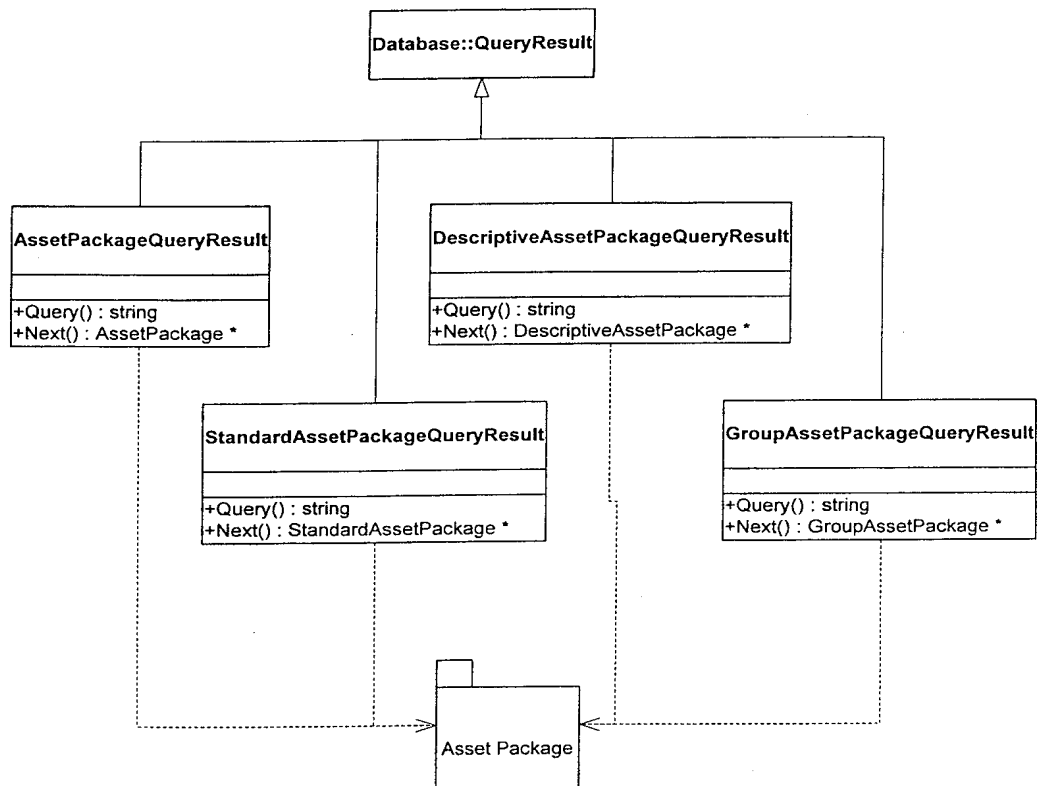 Database::QueryResult
AssetPackageQueryResult
+Query() : string
+Next() : AssetPackage *
DescriptiveAssetPackageQueryResult
+Query() : string
+Next() : DescriptiveAssetPackage *
StandardAssetPackageQueryResult
+Query() : string
+Next() : StandardAssetPackage *
GroupAssetPackageQueryResult
+Query() : string
+Next() : GroupAssetPackage *
Asset Package